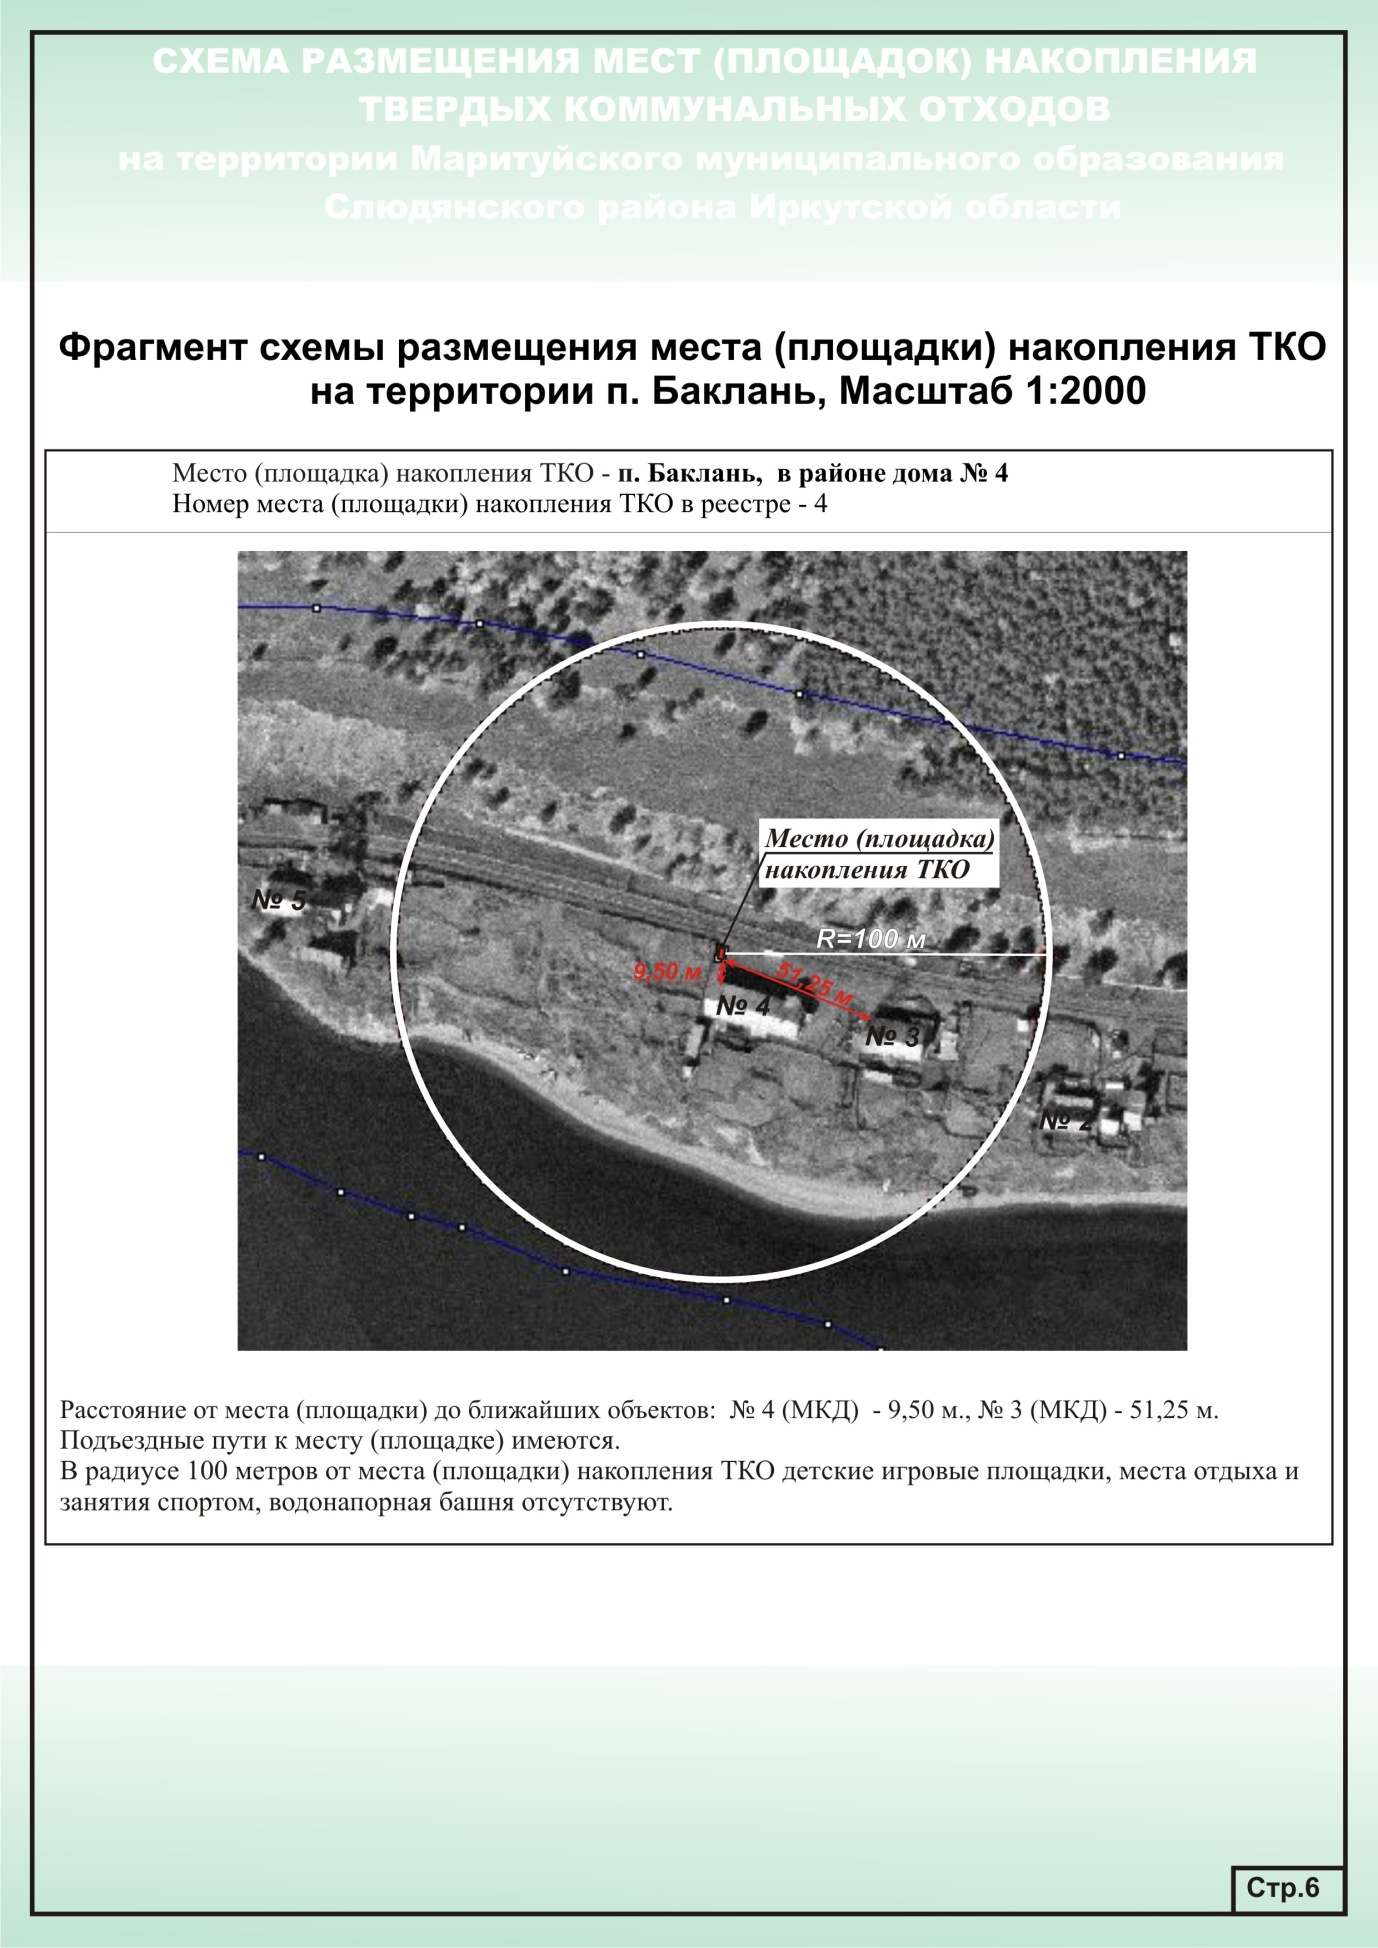 СХЕМА РАЗМЕЩЕНИЯ МЕСТ (ПЛОЩАДОК) НАКОПЛЕНИЯ
ТВЕРДЫХ КОММУНАЛЬНЫХ ОТХОДОВ
на территории Маритуйского муниципального образования
Слюдянского района Иркутской области
Фрагмент схемы размещения места (площадки) накопления ТКО
на территории п. Баклань, Масштаб 1:2000
Место (площадка) накопления ТКО - п. Баклань, в районе дома № 4
Номер места (площадки) накопления ТКО в реестре - 4
Место (площадка)
накопления ТКО
№ 5
R=100 м
9,50 м
51,25 м
№ 4
№ 3
№ 2
Расстояние от места (площадки) до ближайших объектов: № 4 (МКД) - 9,50 м., № 3 (МКД) - 51,25 м.
Подъездные пути к месту (площадке) имеются.
В радиусе 100 метров от места (площадки) накопления ТКО детские игровые площадки, места отдыха и
занятия спортом, водонапорная башня отсутствуют.
Стр.6